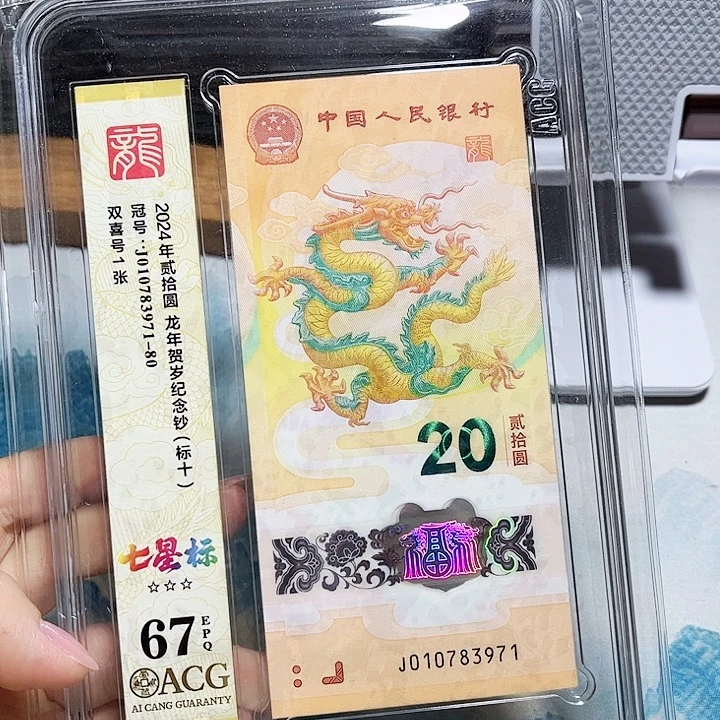 龍
2024年贰拾圆 龙年贺岁纪念钞（标十）
冠号：J010783971-80
双喜号1张
七星标
☆☆☆
67 EPQ
ACG
AI CANG GUARANTY
中国人民银行
龍
20
贰拾圆
J010783971
ACG